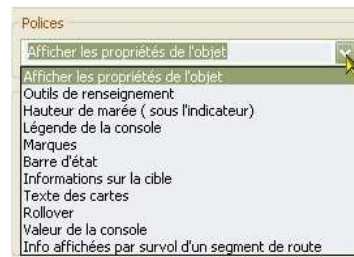 Polices
Afficher les propriétés de l'objet
Afficher les propriétés de l'objet
Outils de renseignement
Hauteur de marée ( sous l'indicateur)
Légende de la console
Marques
Barre d'état
Informations sur la cible
Texte des cartes
Rollover
Valeur de la console
Info affichées par survol d'un segment de route